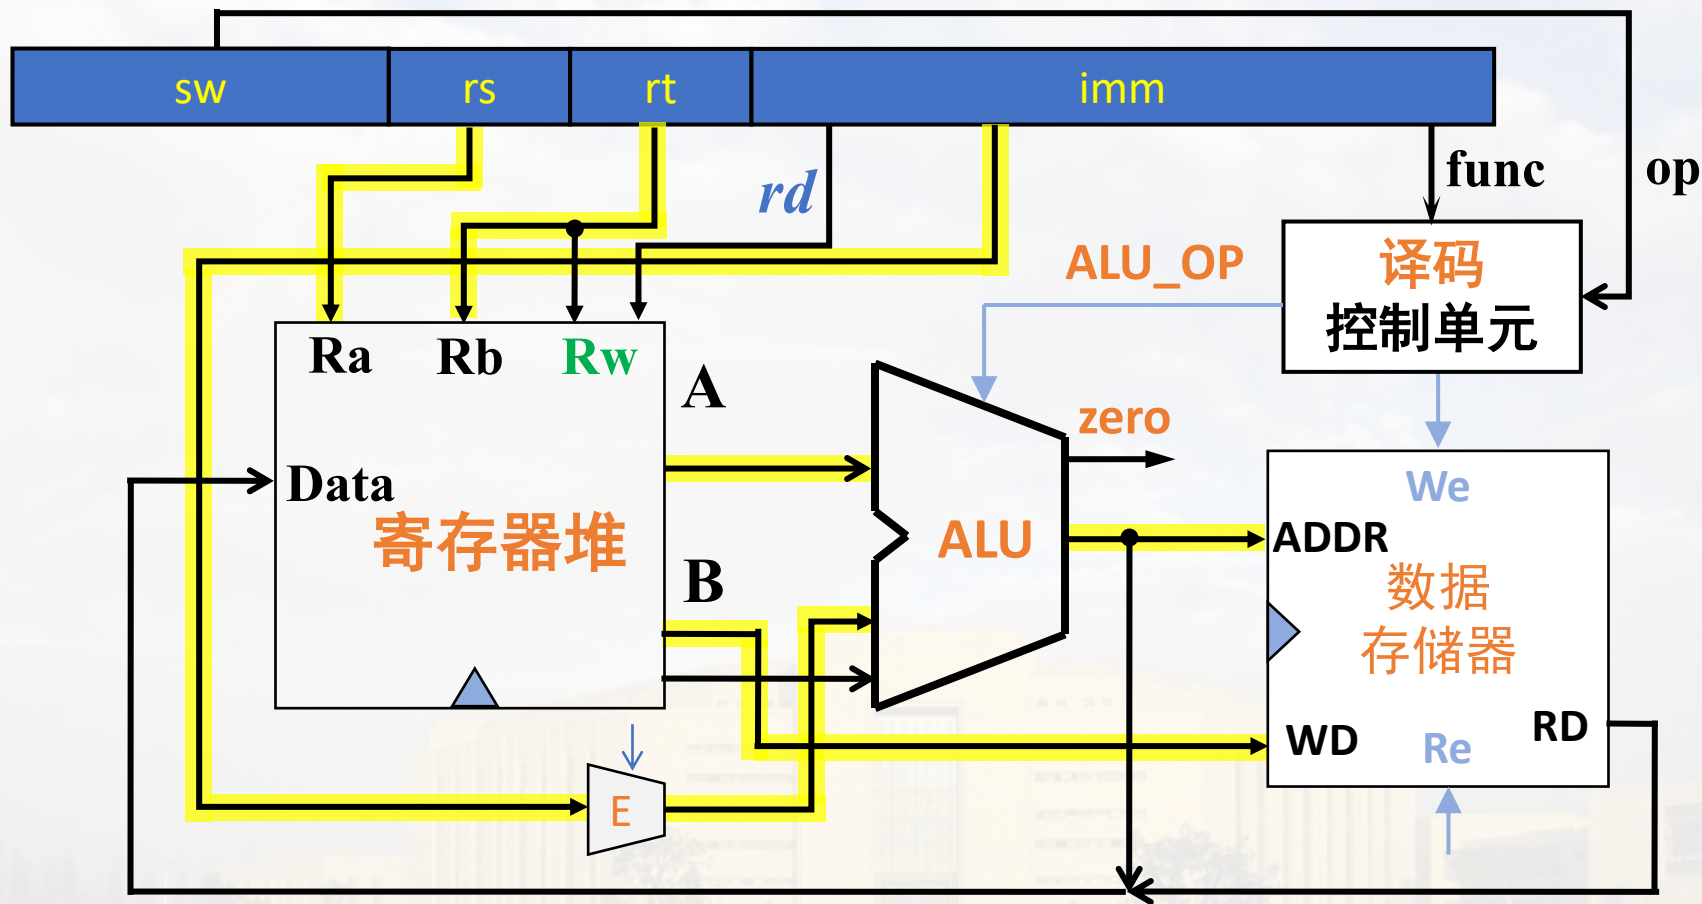 sw rs rt imm
rd
func
op
ALU_OP
译码
控制单元
Ra Rb Rw
A
zero
Data
We
寄存器堆
ALU
ADDR
B
数据
存储器
WD
Re
RD
E